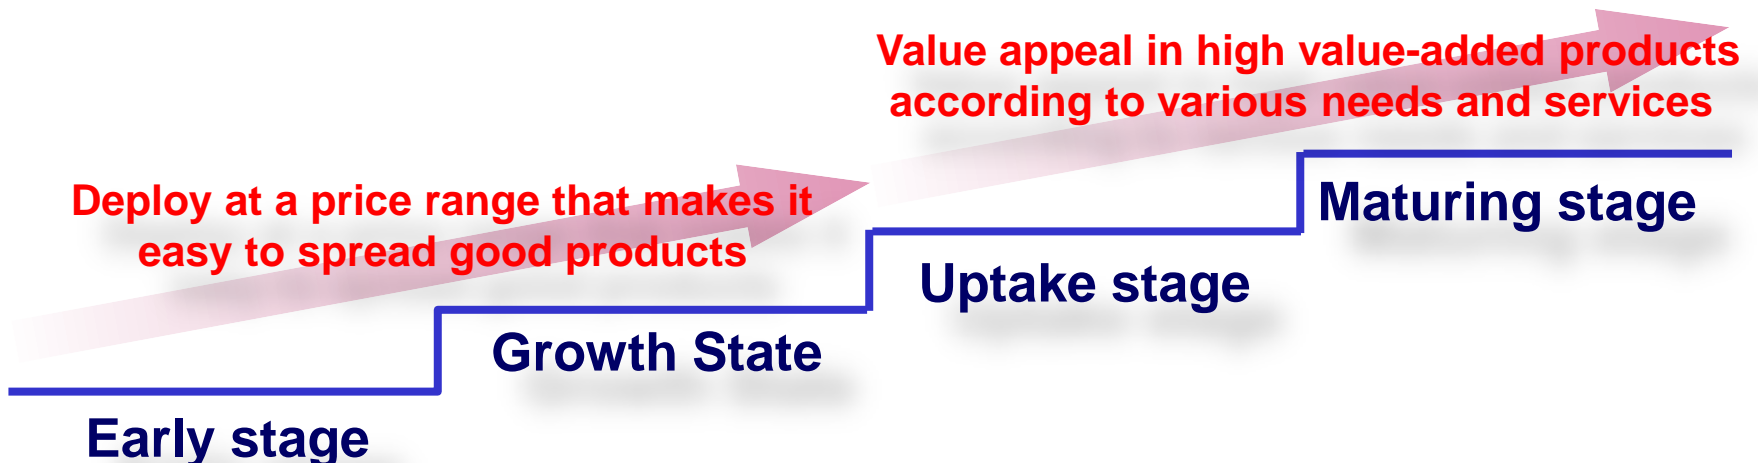 Value appeal in high value-added products
according to various needs and services
Deploy at a price range that makes it
easy to spread good products
Maturing stage
Uptake stage
Growth State
Early stage